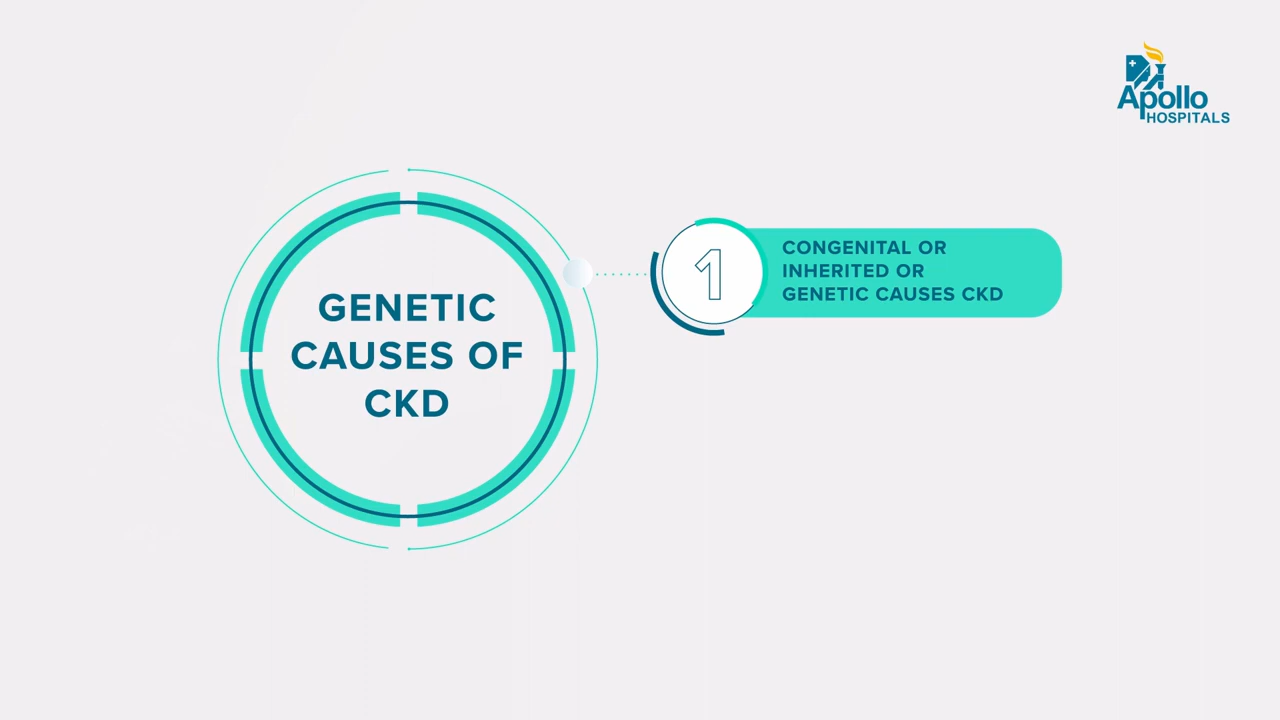 Apollo
HOSPITALS
GENETIC
CAUSES OF
CKD
1
CONGENITAL OR
INHERITED OR
GENETIC CAUSES CKD